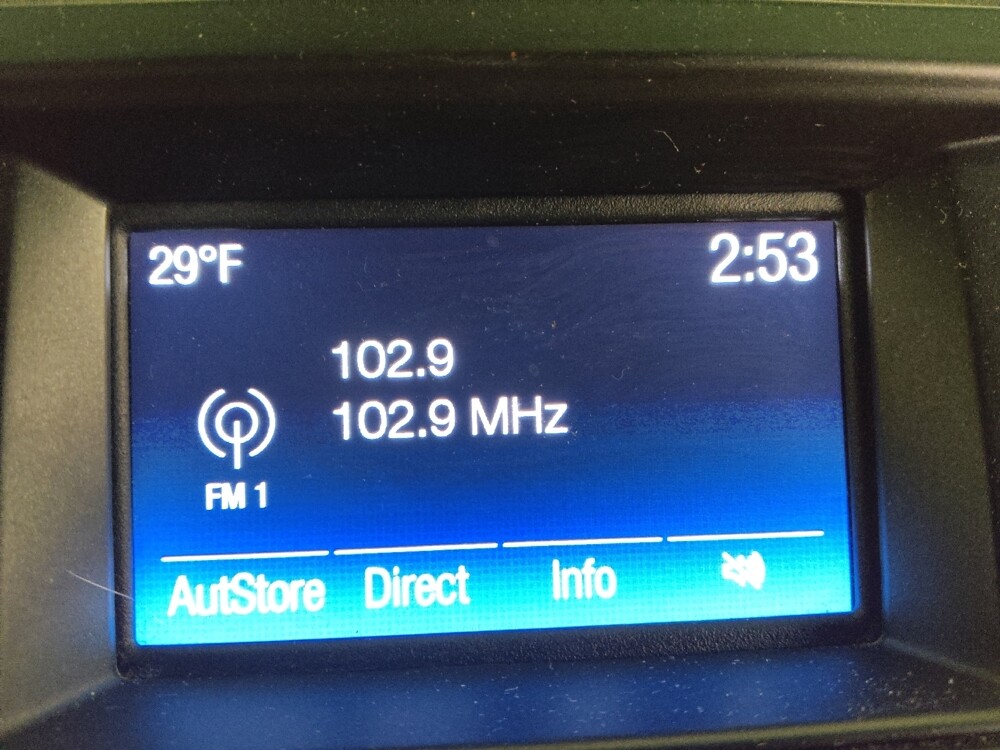 29°F 2:53
102.9
102.9 MHz
FM 1
AutStore Direct Info